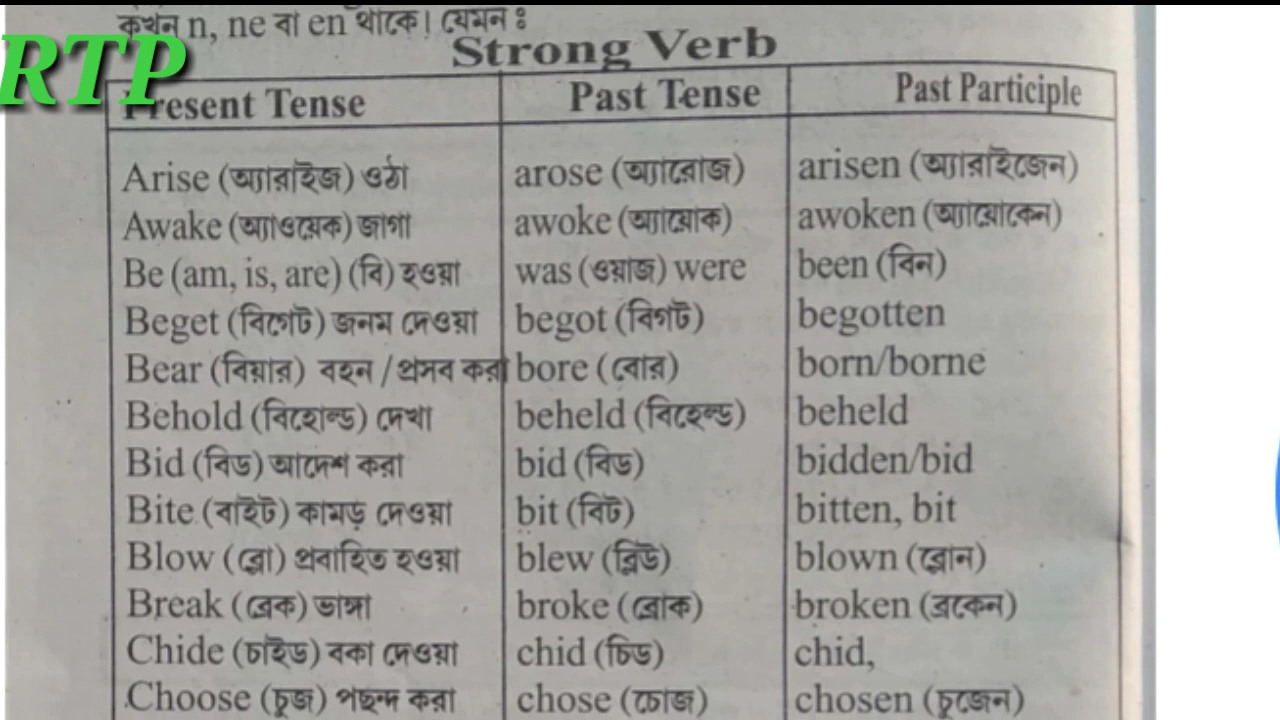 কখন n, ne বা en থাকে। যেমন ঃ
RTP
Strong Verb
Present Tense Past Tense Past Participle
Arise (অ্যারাইজ) ওঠা arose (অ্যারোজ) arisen (অ্যারাইজেন)
Awake (অ্যাওয়েক) জাগা awoke (অ্যায়োক) awoken (অ্যায়োকেন)
Be (am, is, are) (বি) হওয়া was (ওয়াজ) were been (বিন)
Beget (বিগেট) জনম দেওয়া begot (বিগট) begotten
Bear (বিয়ার) বহন / প্রসব করা bore (বোর) born/borne
Behold (বিহোল্ড) দেখা beheld (বিহেল্ড) beheld
Bid (বিড) আদেশ করা bid (বিড) bidden/bid
Bite (বাইট) কামড় দেওয়া bit (বিট) bitten, bit
Blow (ব্লো) প্রবাহিত হওয়া blew (ব্লিউ) blown (ব্লোন)
Break (ব্রেক) ভাঙ্গা broke (ব্রোক) broken (ব্রকেন)
Chide (চাইড) বকা দেওয়া chid (চিড) chid,
Choose (চুজ) পছন্দ করা chose (চোজ) chosen (চুজেন)